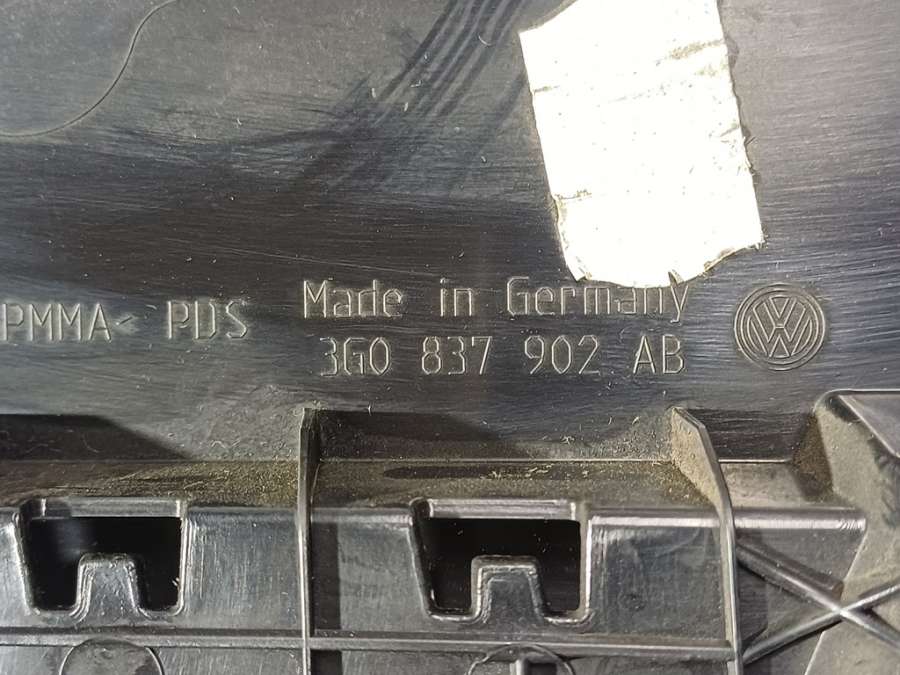 PMMA< PDS
Made in Germany
3G0 837 902 AB